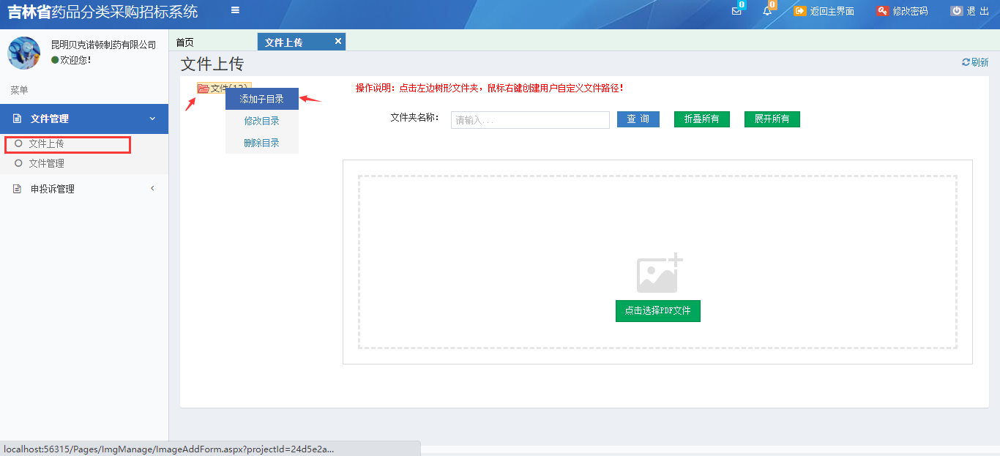 吉林省药品分类采购招标系统
0
0
返回主界面
修改密码
退 出
昆明贝克诺顿制药有限公司
欢迎您!
菜单
文件管理
文件上传
文件管理
申投诉管理
首页
文件上传
文件上传
刷新
文件(12)
添加子目录
修改目录
删除目录
操作说明: 点击左边树形文件夹, 鼠标右键创建用户自定义文件路径!
文件夹名称:
请输入...
查 询
折叠所有
展开所有
点击选择PDF文件
localhost:56315/Pages/ImgManage/ImageAddForm.aspx?projectId=24d5e2a...